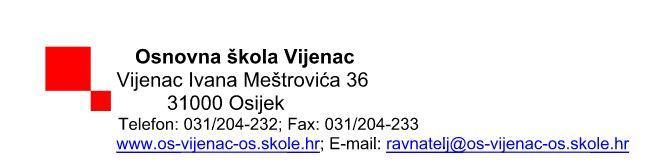 Osnovna škola Vijenac
Vijenac Ivana Meštrovića 36
31000 Osijek
Telefon: 031/204-232; Fax: 031/204-233
www.os-vijenac-os.skole.hr; E-mail: ravnatelj@os-vijenac-os.skole.hr